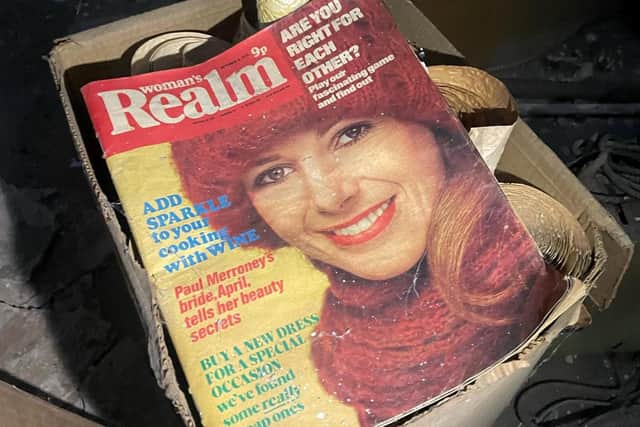 woman's
Realm
9p
ARE YOU
RIGHT FOR
EACH
OTHER?
Play our
fascinating game
and find out
ADD
SPARKLE
to your
cooking
with WINE
Paul Merroney's
bride, April,
tells her beauty
secrets
BUY A NEW DRESS
FOR A SPECIAL
OCCASION
we've found
some really
ones